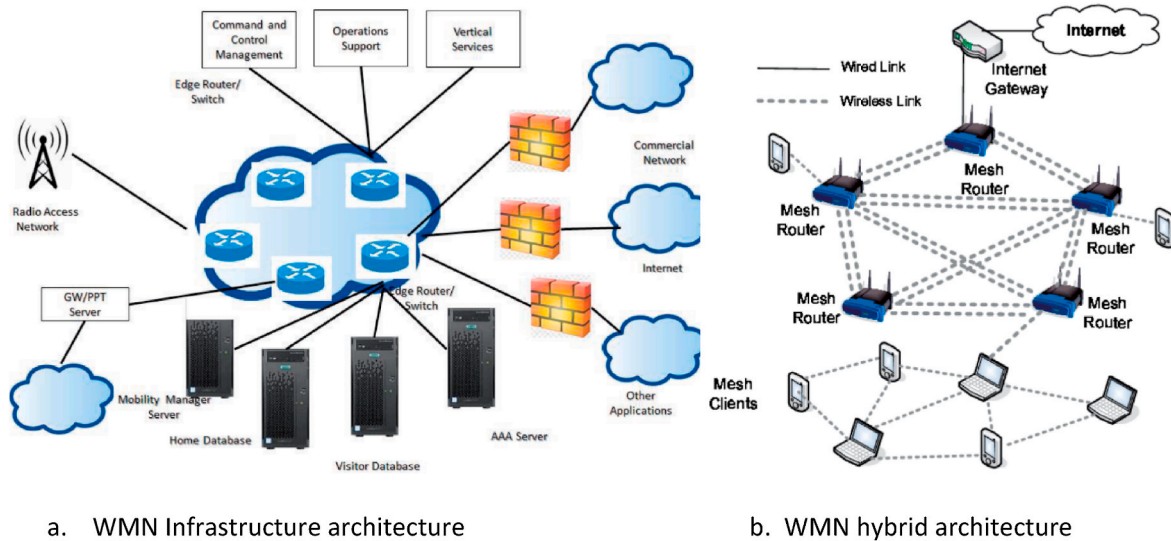 Command and
Control
Management
Operations
Support
Vertical
Services
Edge Router/
Switch
Radio Access
Network
Commercial
Network
Internet
Edge Router/
Switch
GW/PPT
Server
Mobility Manager
Server
Home Database
Visitor Database
AAA Server
Other
Applications
a. WMN Infrastructure architecture
Internet
Internet
Gateway
Wired Link
Wireless Link
Mesh
Router
Mesh
Router
Mesh
Router
Mesh
Router
Mesh
Router
Mesh
Clients
b. WMN hybrid architecture